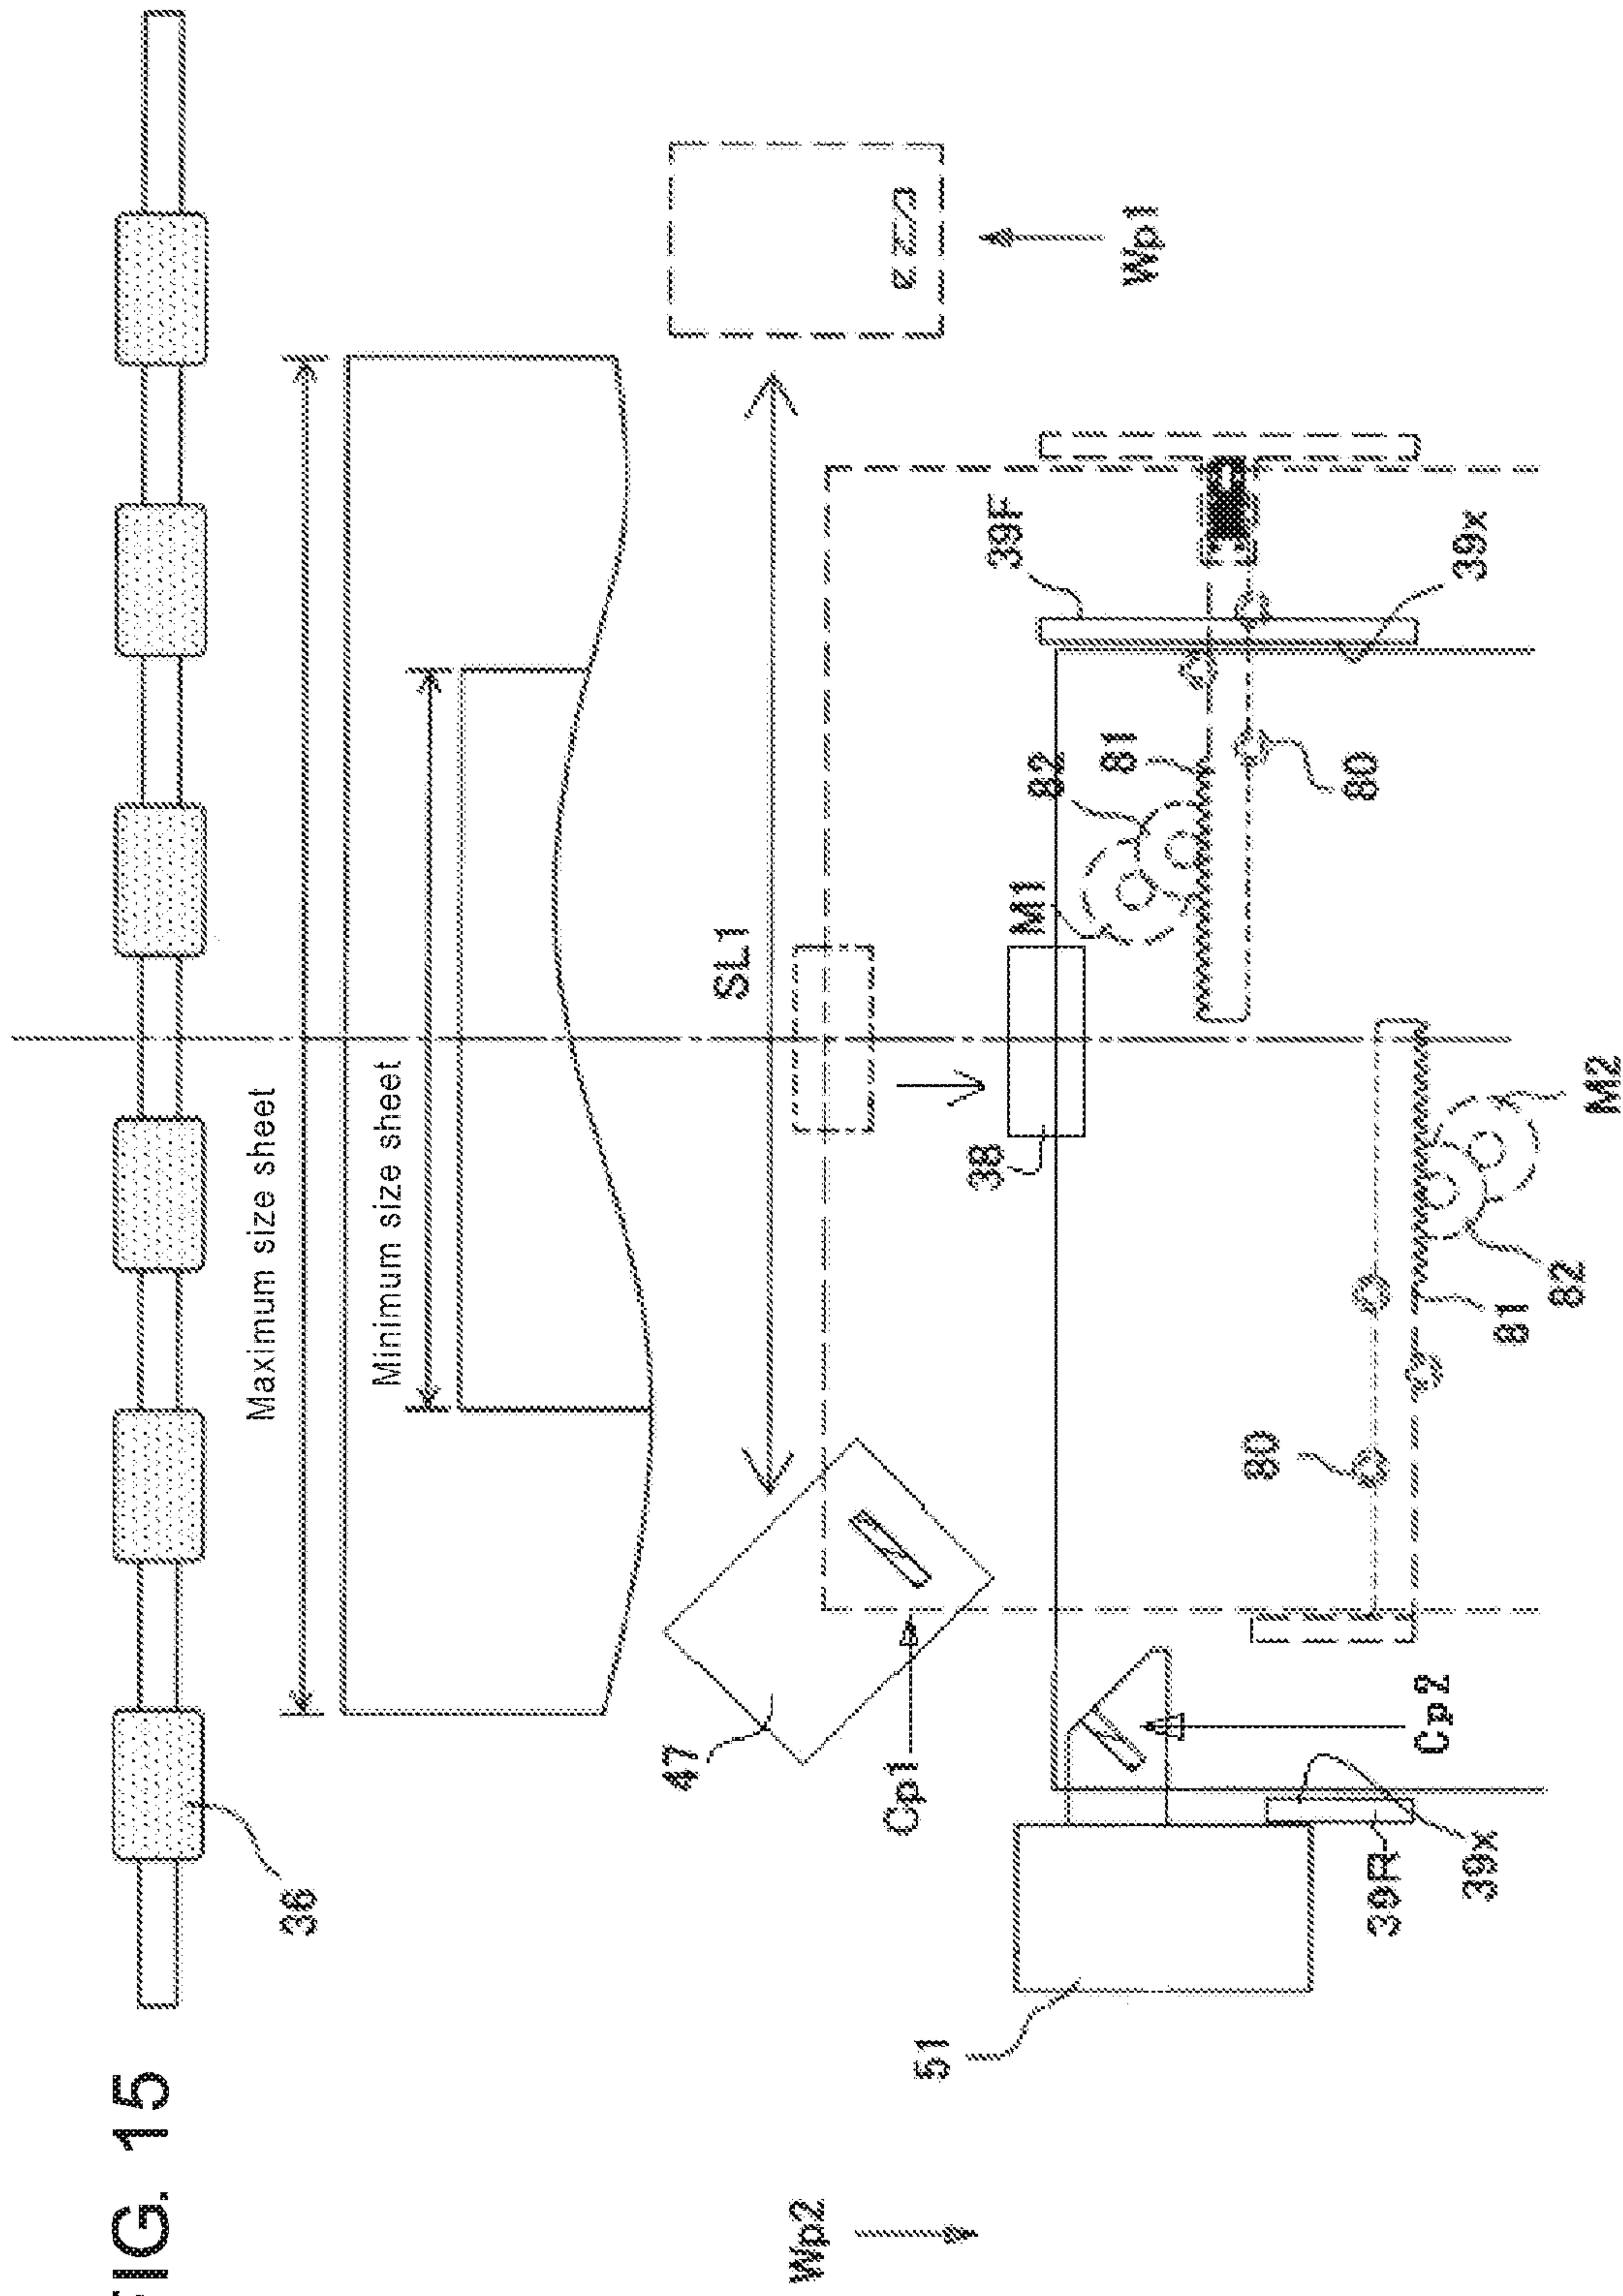 FIG. 15
36
Maximum size sheet
Minimum size sheet
SL1
47
Wp1
Cp1
Wp2
38
M1
82
81
39F
39x
80
51
Cp2
39R
39x
80
81
82
M2